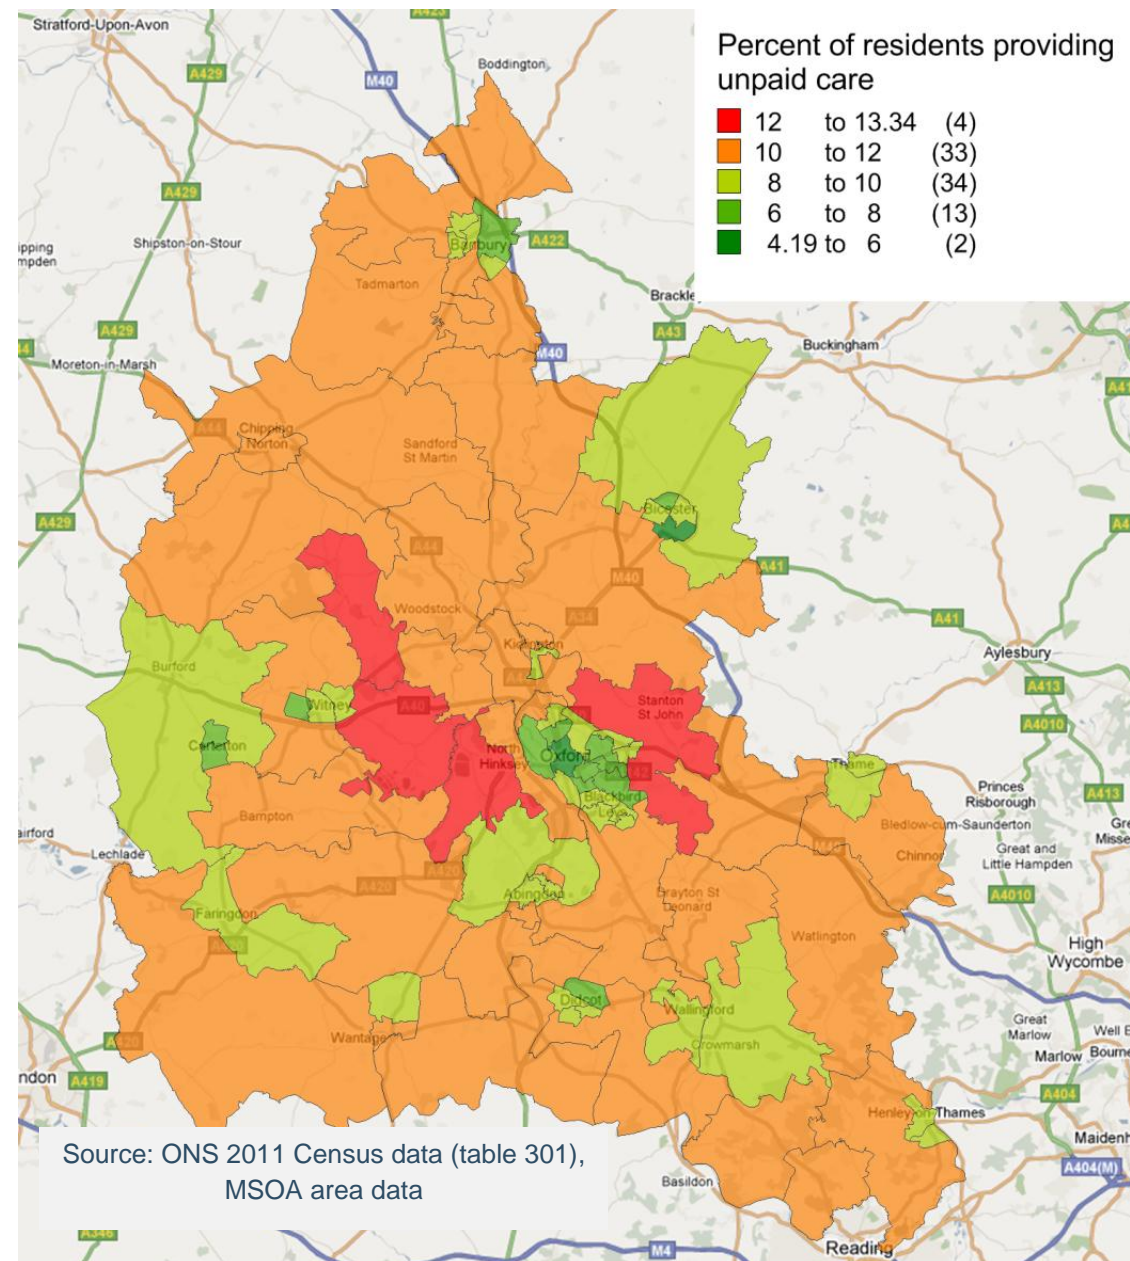 Percent of residents providing
unpaid care
12 to 13.34 (4)
10 to 12 (33)
8 to 10 (34)
6 to 8 (13)
4.19 to 6 (2)
A423
Stratford-Upon-Avon
Boddington
A429
M40
A429
Shipston-on-Stour
Banbury
A422
Tadmarton
Brackle
A429
A43
Buckingham
M40
Moreton-in-Marsh
A44
Chipping
Norton
Sandford
St Martin
Bicester
A429
A44
A41
M40
Woodstock
A34
A41
Kidlington
Aylesbury
Burford
A413
Stanton
St John
A4010
Witney
A40
Carterton
North
Hinksey
Oxford
Thame
Blackbird
Leys
Princes
Risborough
A413
Bampton
Bledlow-cum-Saunderton
Lechlade
M40
Chinnor
Great and
Little Hampden
A420
A420
Abingdon
A4010
Drayton St
Leonard
Faringdon
Watlington
High
Wycombe
Didcot
Wallingford
Great
Marlow
A420
Wantage
Crowmarsh
Marlow
A419
A404
Henley-on-Thames
Source: ONS 2011 Census data (table 301),
MSOA area data
A404(M)
Basildon
A346
M4
Reading